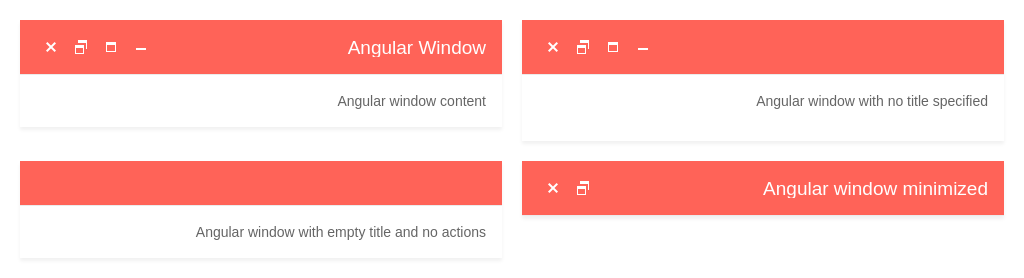 Angular Window
Angular window content
Angular window with no title specified
Angular window with empty title and no actions
Angular window minimized